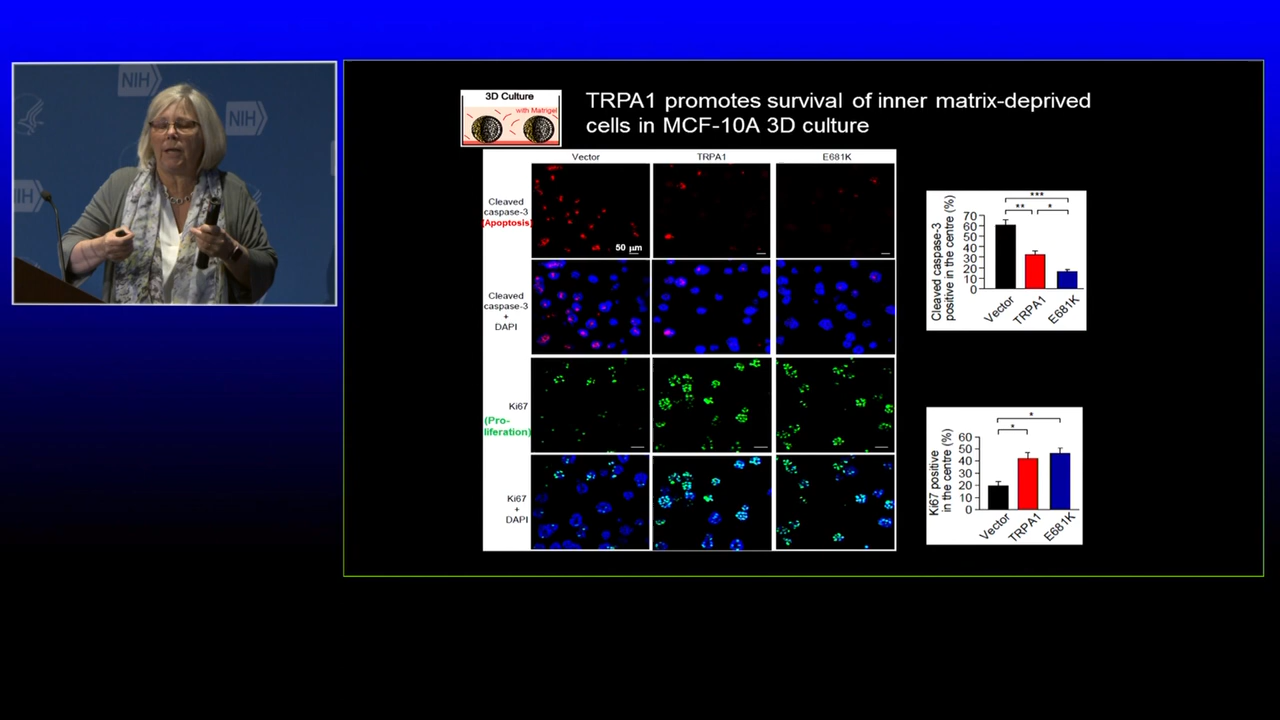 NIH
NIH
NIH
3D Culture
with Matrigel
TRPA1 promotes survival of inner matrix-deprived
cells in MCF-10A 3D culture
Vector TRPA1 E681K
Cleaved
caspase-3
(Apoptosis)
50 μm
Cleaved
caspase-3
+
DAPI
Ki67
(Pro-
liferation)
Ki67
+
DAPI
Cleaved caspase-3
positive in the centre (%)
***
** *
70
60
50
40
30
20
10
0
Vector TRPA1 E681K
Ki67 positive
in the centre (%)
*
*
60
50
40
30
20
10
0
Vector TRPA1 E681K